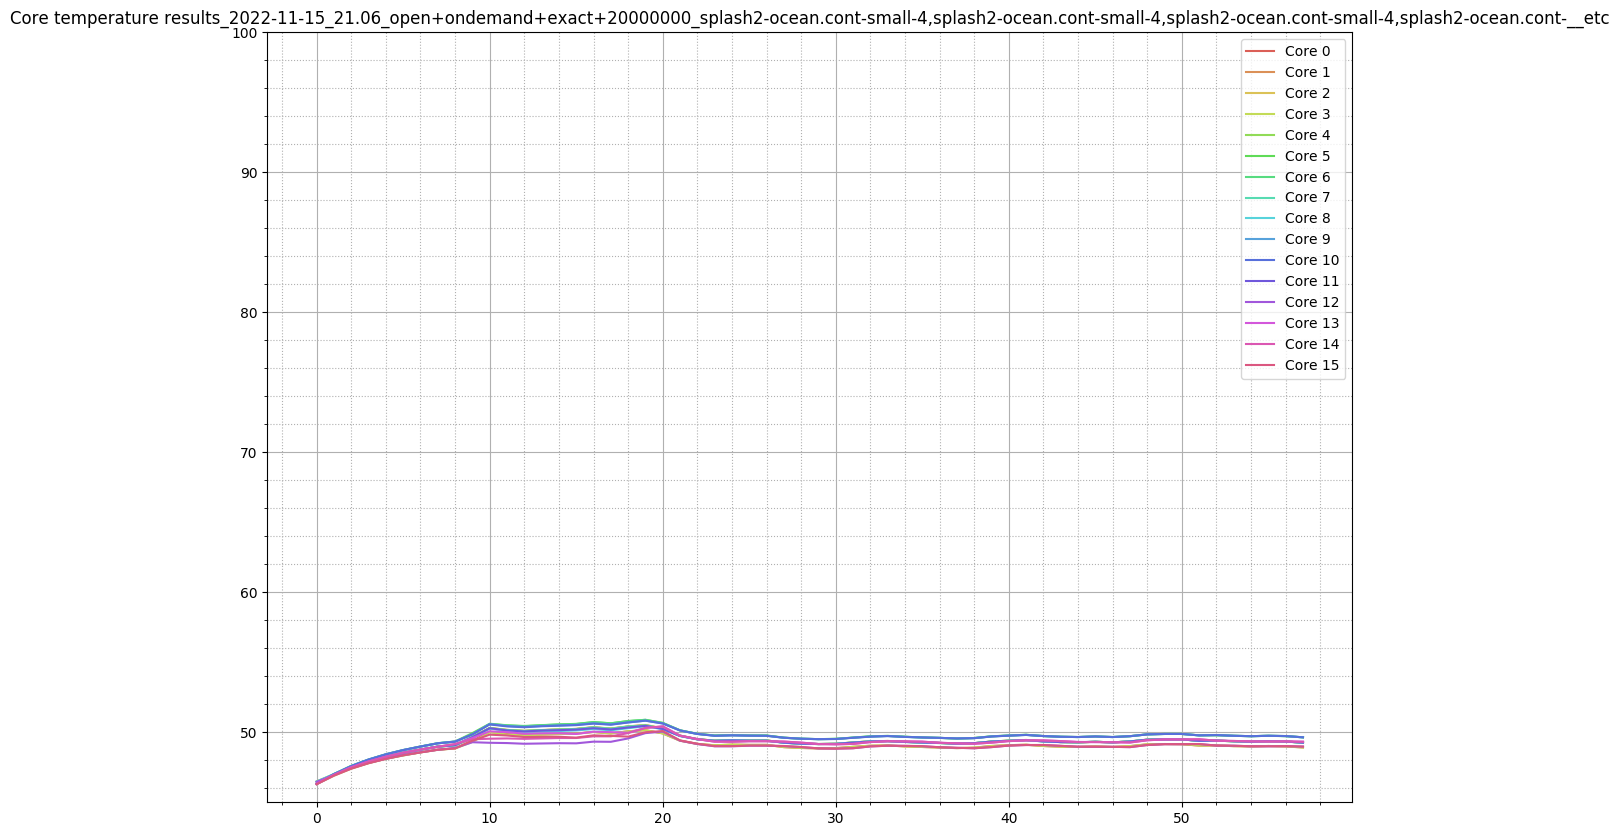 Core temperature results_2022-11-15_21.06_open+ondemand+exact+20000000_splash2-ocean.cont-small-4,splash2-ocean.cont-small-4,splash2-ocean.cont-small-4,splash2-ocean.cont-__etc
100
90
80
70
60
50
0
10
20
30
40
50
Core 0
Core 1
Core 2
Core 3
Core 4
Core 5
Core 6
Core 7
Core 8
Core 9
Core 10
Core 11
Core 12
Core 13
Core 14
Core 15